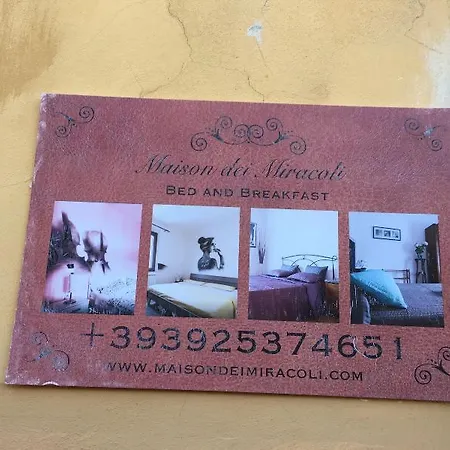 Maison dei Miracoli
BED AND BREAKFAST
+393925374651
WWW.MAISONDEIMIRACOLI.COM